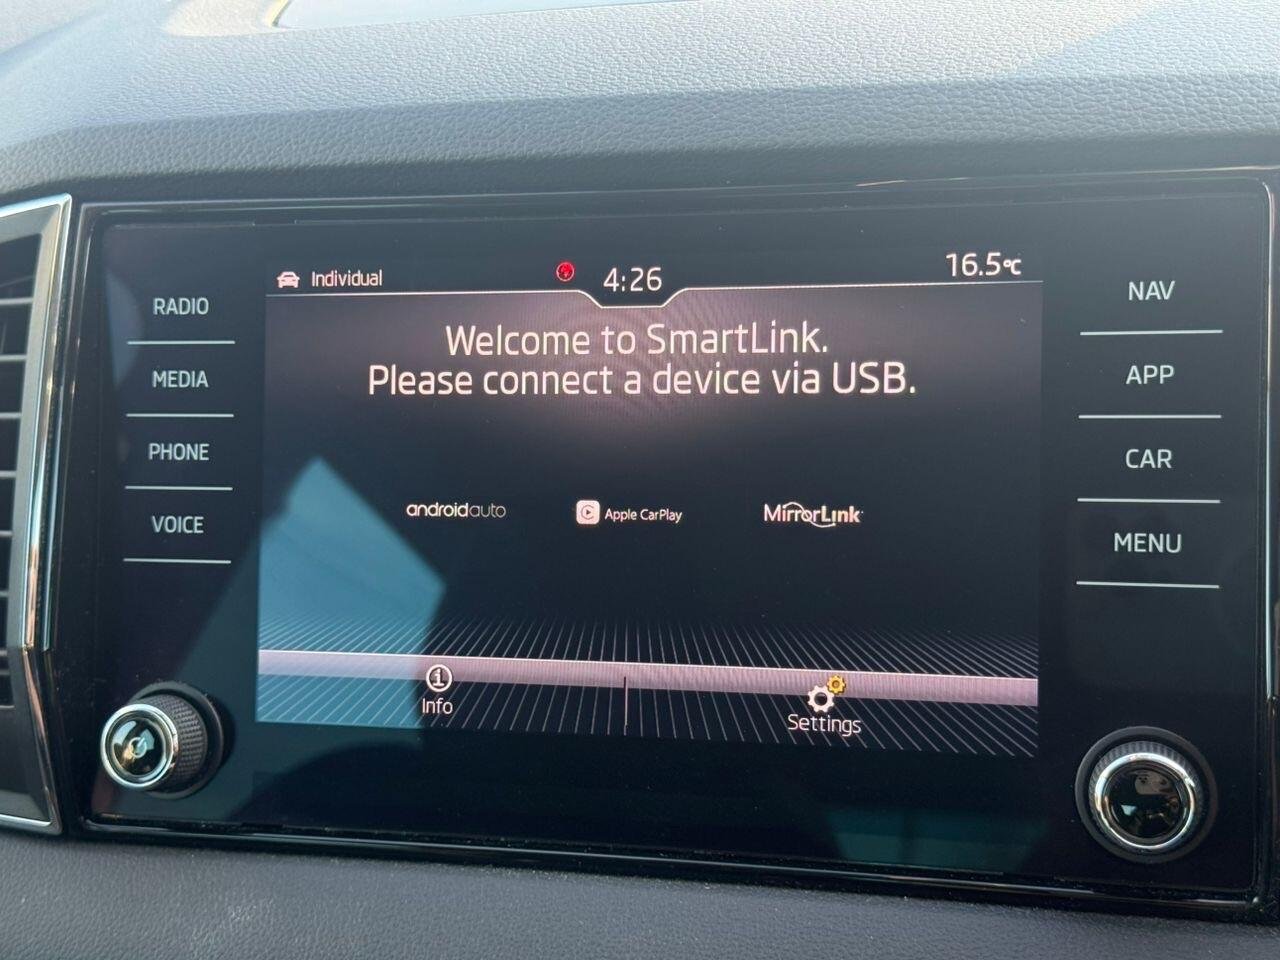 Individual
4:26
16.5°C
RADIO
MEDIA
PHONE
VOICE
Welcome to SmartLink.
Please connect a device via USB.
androidauto
Apple CarPlay
MirrorLink
Info
Settings
NAV
APP
CAR
MENU